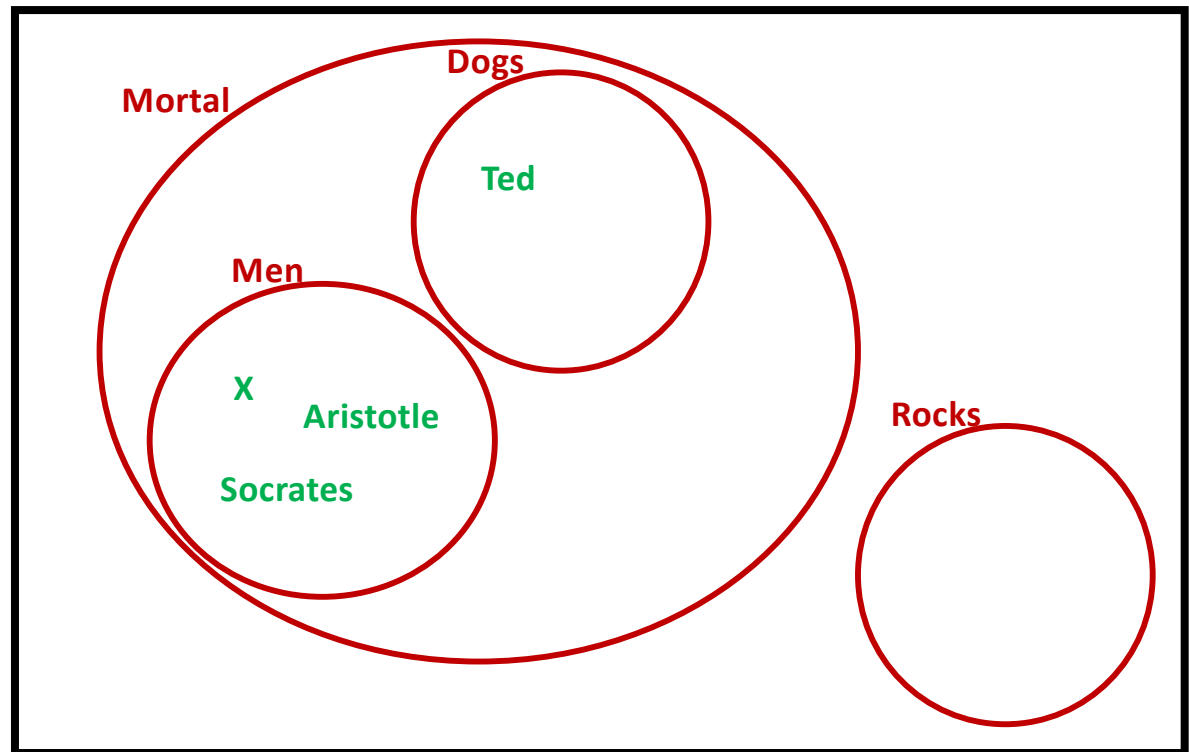 Dogs
Mortal
Ted
Men
X
Aristotle
Rocks
Socrates